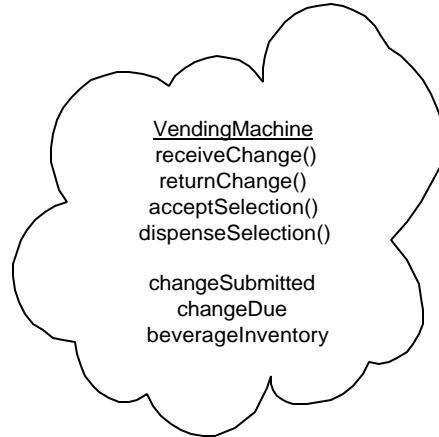 VendingMachine
receiveChange()
returnChange()
acceptSelection()
dispenseSelection()
changeSubmitted
changeDue
beverageInventory